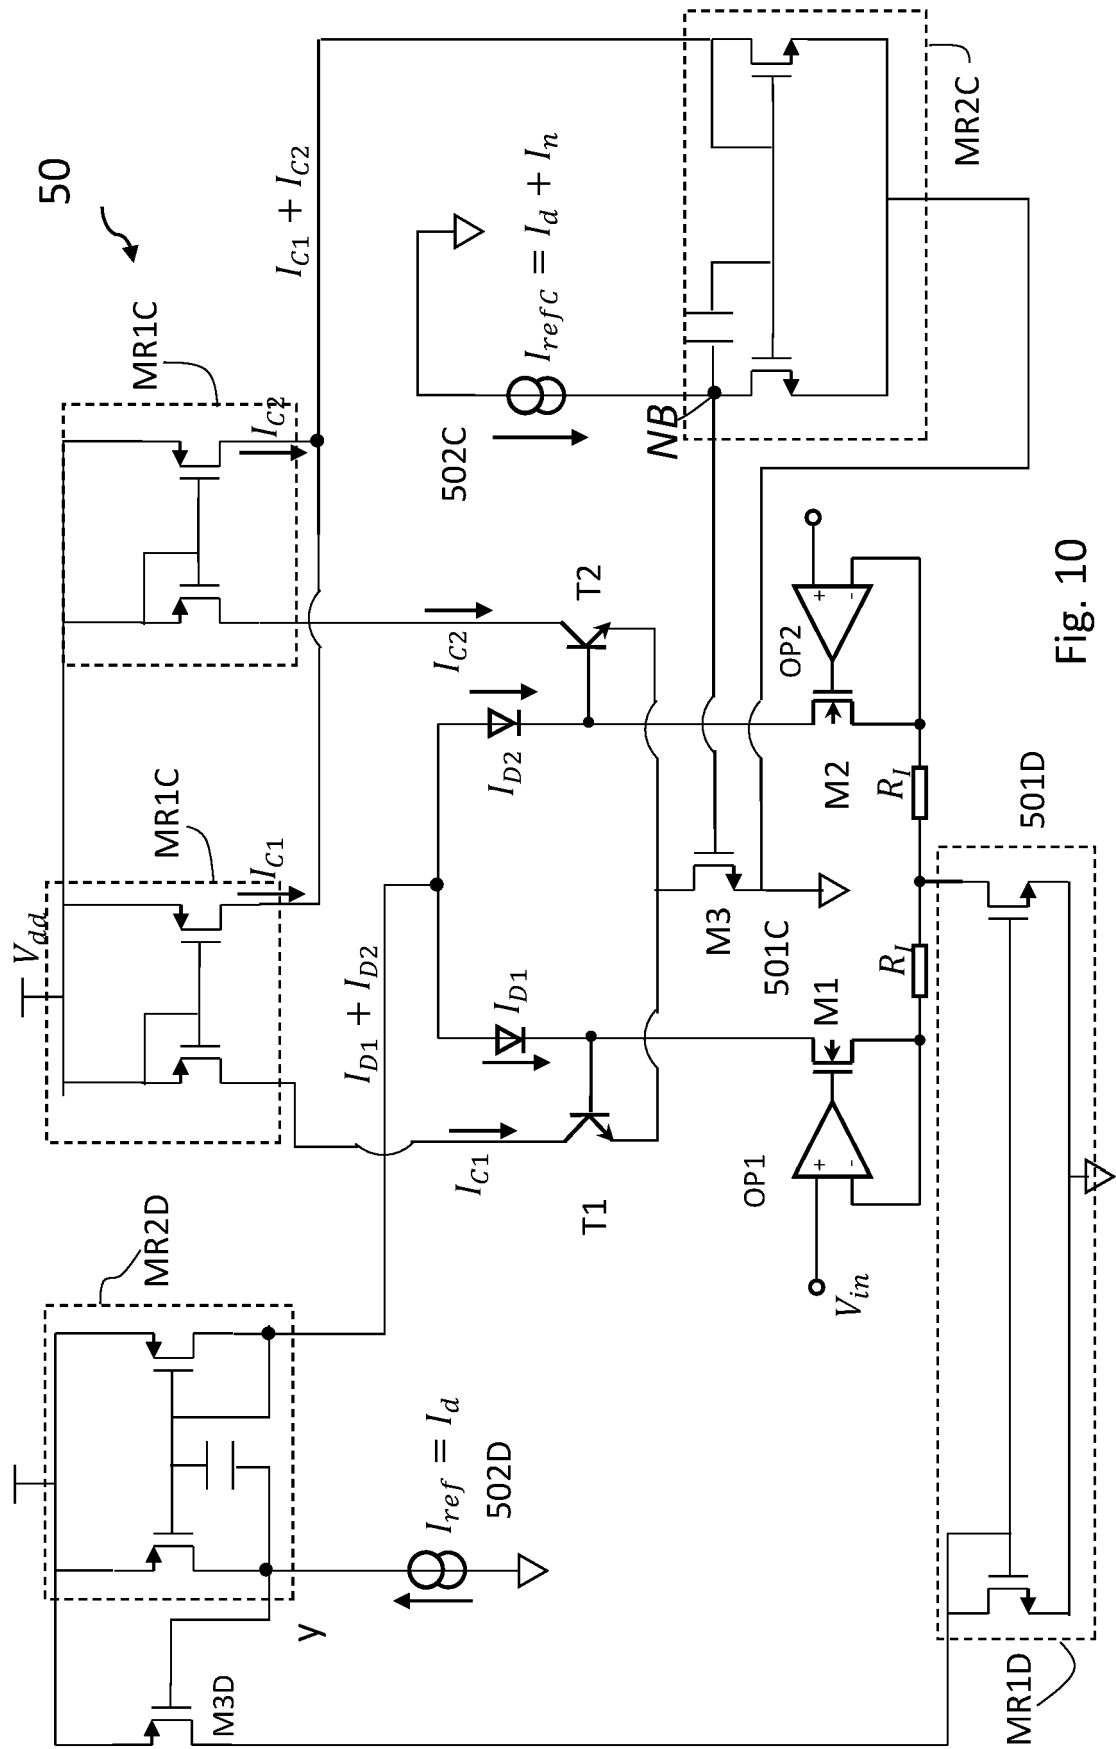 50
MR1C
MR1C
V_{dd}
I_{C2}
I_{C1}
I_{C1} + I_{C2}
MR2D
I_{D1} + I_{D2}
502C
I_{refC} = I_d + I_n
MR2C
NB
M3D
y
I_{ref} = I_d
502D
I_{C1}
I_{C2}
I_{D1}
I_{D2}
T1
T2
M3
501C
OP1
+
-
OP2
+
-
M1
M2
V_{in}
R_I
R_I
501D
MR1D
Fig. 10